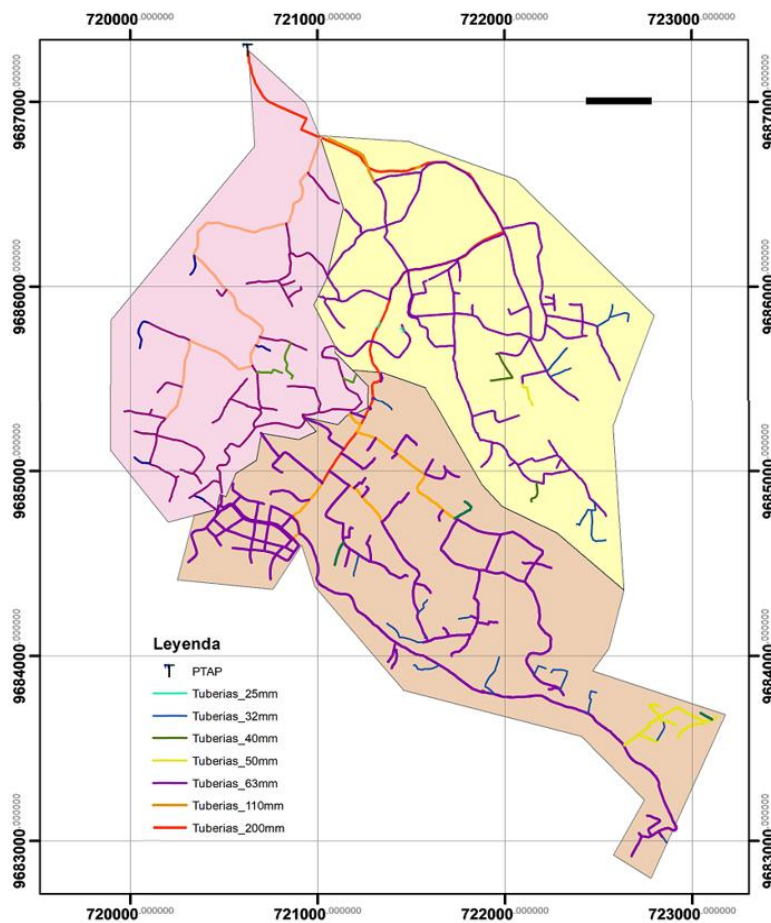 720000.000000 721000.000000 722000.000000 723000.000000
9687000.000000 9687000.000000
9686000.000000 9686000.000000
9685000.000000 9685000.000000
9684000.000000 9684000.000000
9683000.000000 9683000.000000
Leyenda
PTAP
Tuberias_25mm
Tuberias_32mm
Tuberias_40mm
Tuberias_50mm
Tuberias_63mm
Tuberias_110mm
Tuberias_200mm
720000.000000 721000.000000 722000.000000 723000.000000